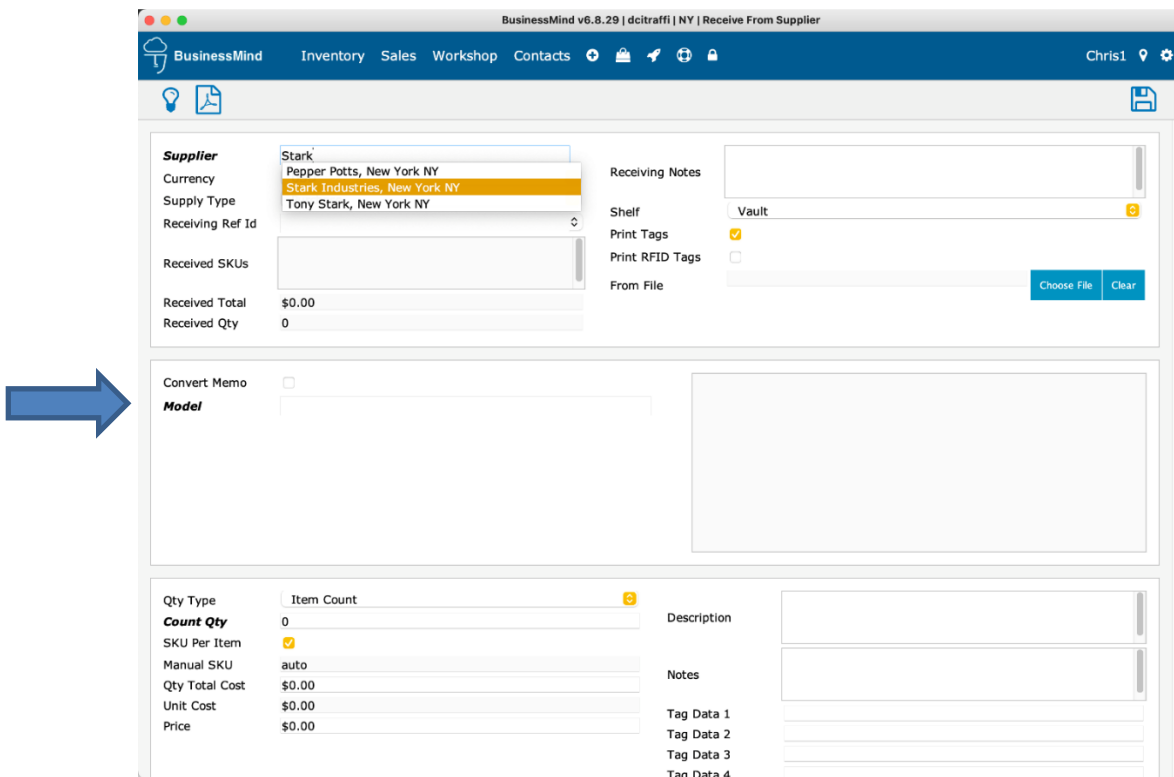 BusinessMind v6.8.29 | dcitraffi | NY | Receive From Supplier
BusinessMind Inventory Sales Workshop Contacts Chris1
Supplier Stark
Pepper Potts, New York NY
Stark Industries, New York NY
Tony Stark, New York NY
Currency
Supply Type
Receiving Ref Id
Received SKUs
Received Total $0.00
Received Qty 0
Receiving Notes
Shelf Vault
Print Tags
Print RFID Tags
From File Choose File Clear
Convert Memo
Model
Qty Type Item Count
Count Qty 0
SKU Per Item
Manual SKU auto
Qty Total Cost $0.00
Unit Cost $0.00
Price $0.00
Description
Notes
Tag Data 1
Tag Data 2
Tag Data 3
Tag Data 4